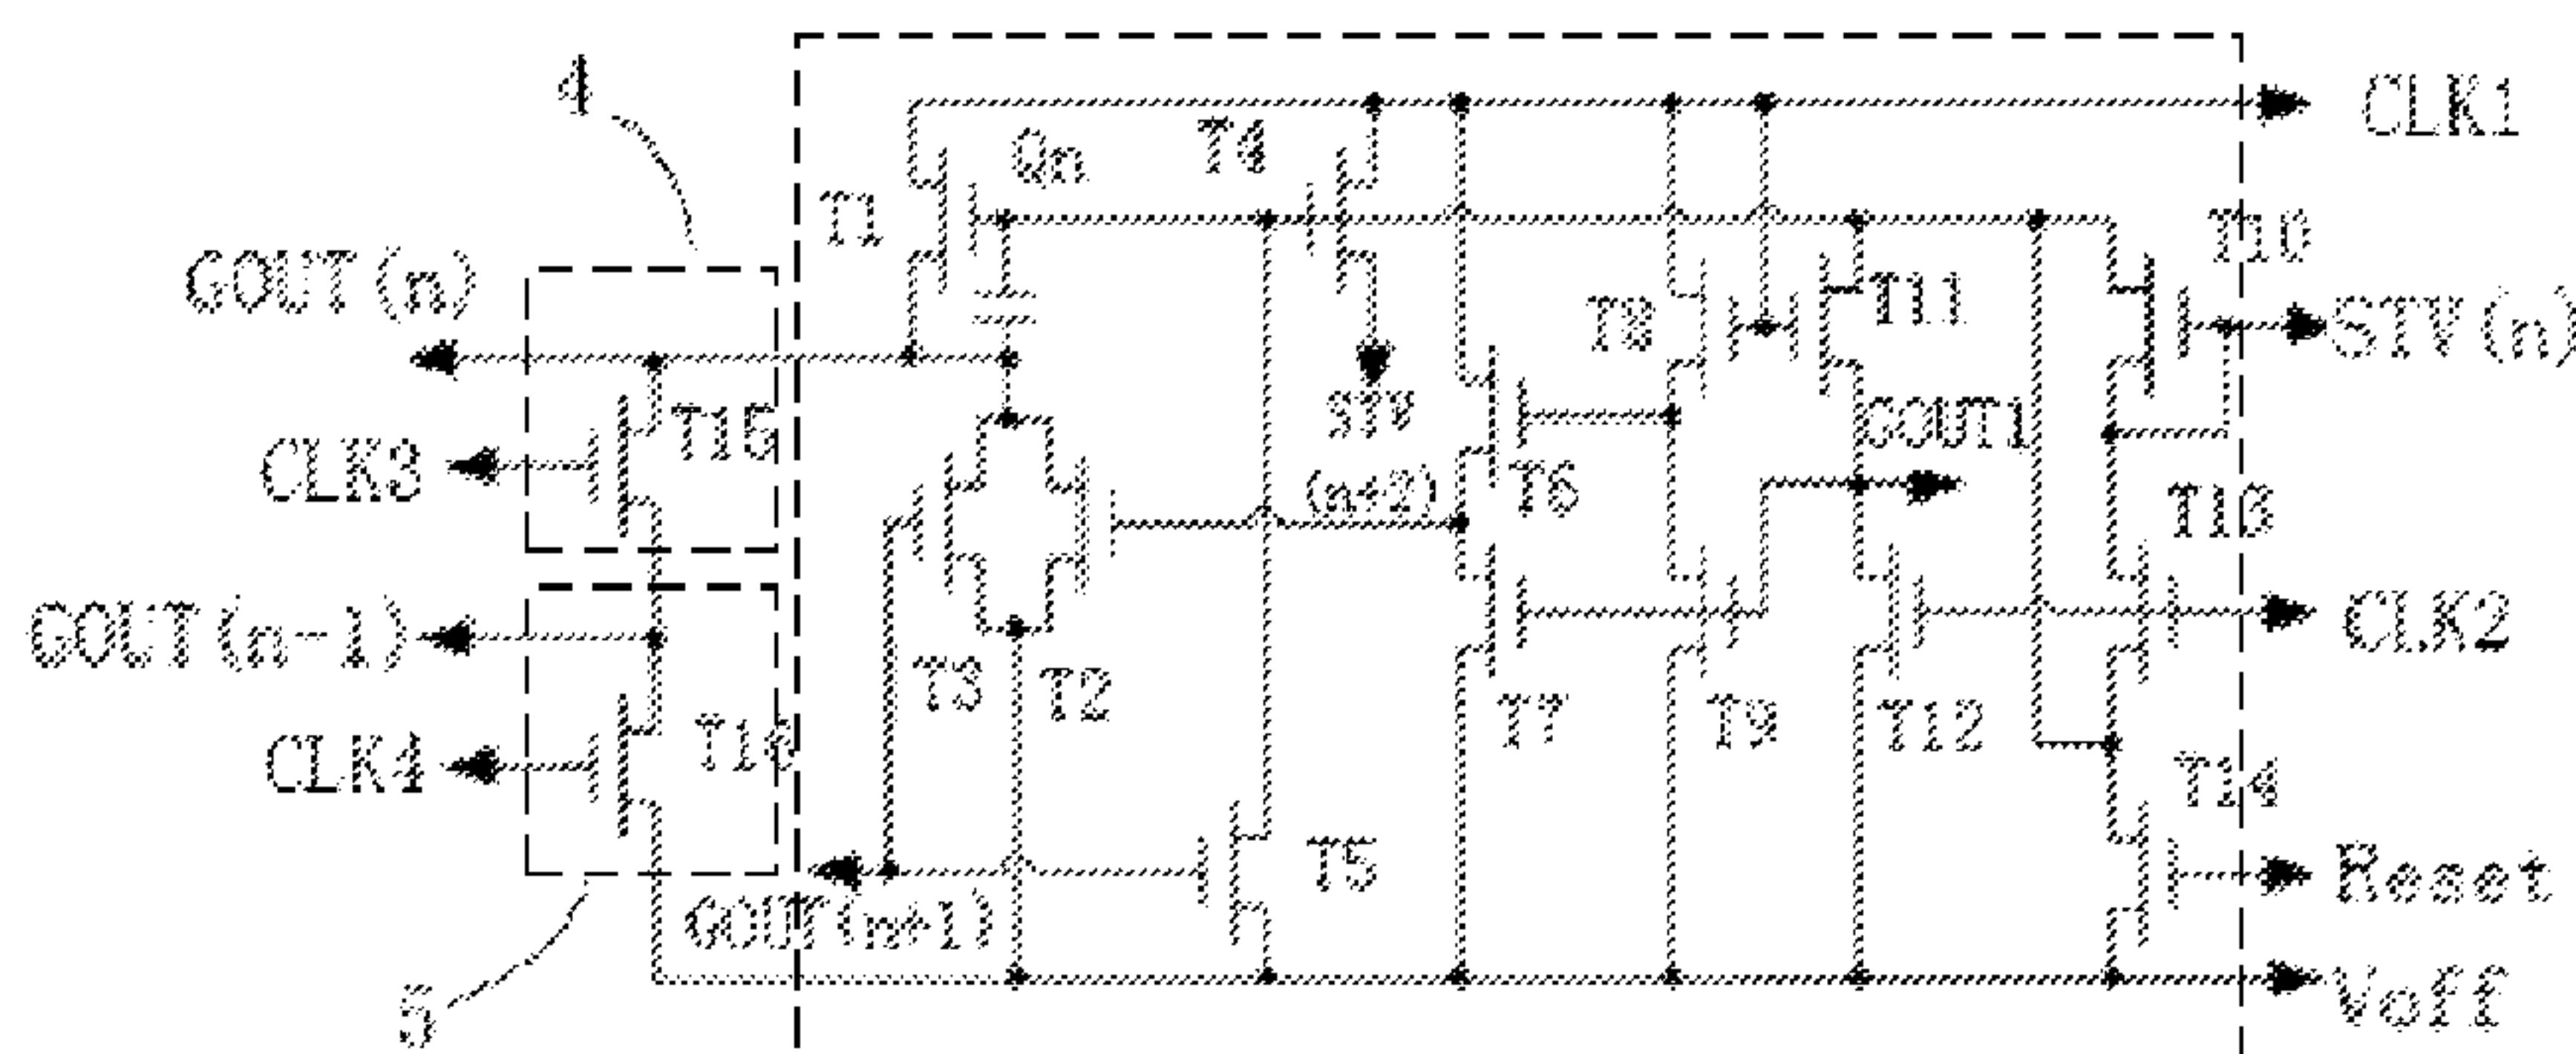 4
CLK1
Qn
T4
T1
T10
GOUT(n)
T8
T11
STV(n)
T15
STV
(n+2)
GOUT1
CLK3
T6
T13
GOUT(n-1)
CLK2
T3
T2
T7
T9
T12
CLK4
T16
T14
T5
Reset
GOUT(n+1)
5
Voff